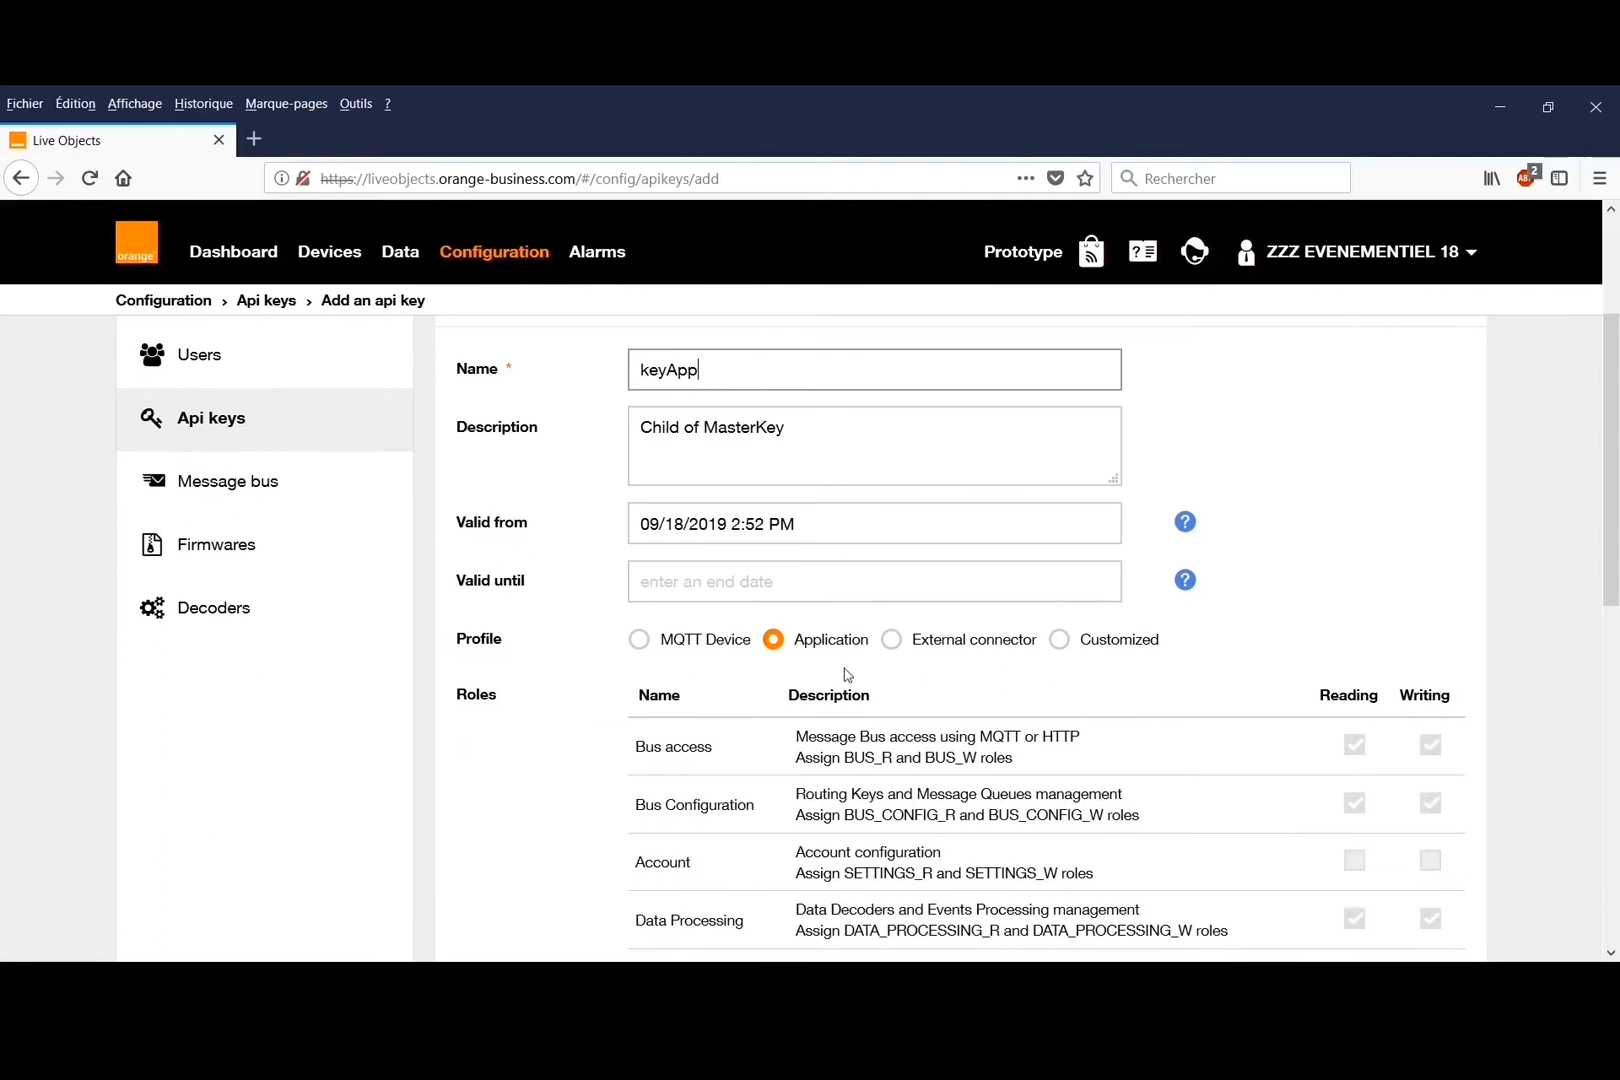 Fichier Édition Affichage Historique Marque-pages Outils ?
Live Objects
https://liveobjects.orange-business.com/#/config/apikeys/add
Rechercher
ABP 2
orange
Dashboard Devices Data Configuration Alarms
Prototype
ZZZ EVENEMENTIEL 18
Configuration › Api keys › Add an api key
Users
Api keys
Message bus
Firmwares
Decoders
Name * keyApp
Description Child of MasterKey
Valid from 09/18/2019 2:52 PM ?
Valid until enter an end date ?
Profile MQTT Device Application External connector Customized
Roles Name Description Reading Writing
Bus access
Message Bus access using MQTT or HTTP
Assign BUS_R and BUS_W roles
Bus Configuration
Routing Keys and Message Queues management
Assign BUS_CONFIG_R and BUS_CONFIG_W roles
Account
Account configuration
Assign SETTINGS_R and SETTINGS_W roles
Data Processing
Data Decoders and Events Processing management
Assign DATA_PROCESSING_R and DATA_PROCESSING_W roles